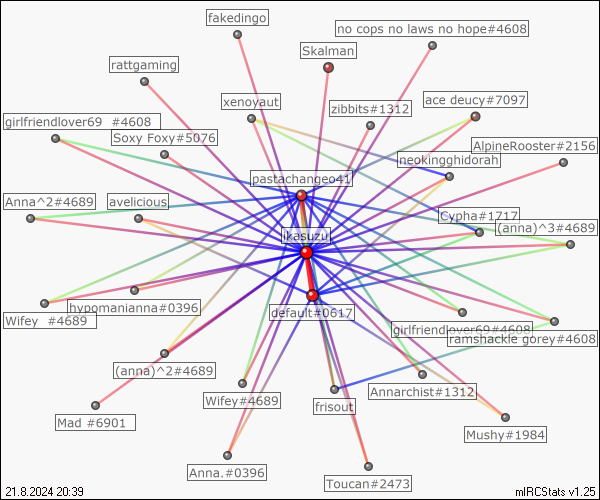 fakedingo
no cops no laws no hope#4608
Skalman
rattgaming
xenoyaut
zibbits#1312
ace deucy#7097
girlfriendlover69 #4608
Soxy Foxy#5076
AlpineRooster#2156
neokingghidorah
pastachangeo41
Anna^2#4689
avelicious
Cypha#1717
(anna)^3#4689
ikasuzu
hypomanianna#0396
Wifey #4689
default#0617
girlfriendlover69#4608
ramshackle gorey#4608
(anna)^2#4689
Annarchist#1312
Wifey#4689
frisout
Mad #6901
Mushy#1984
Anna.#0396
Toucan#2473
21.8.2024 20:39
mIRCStats v1.25